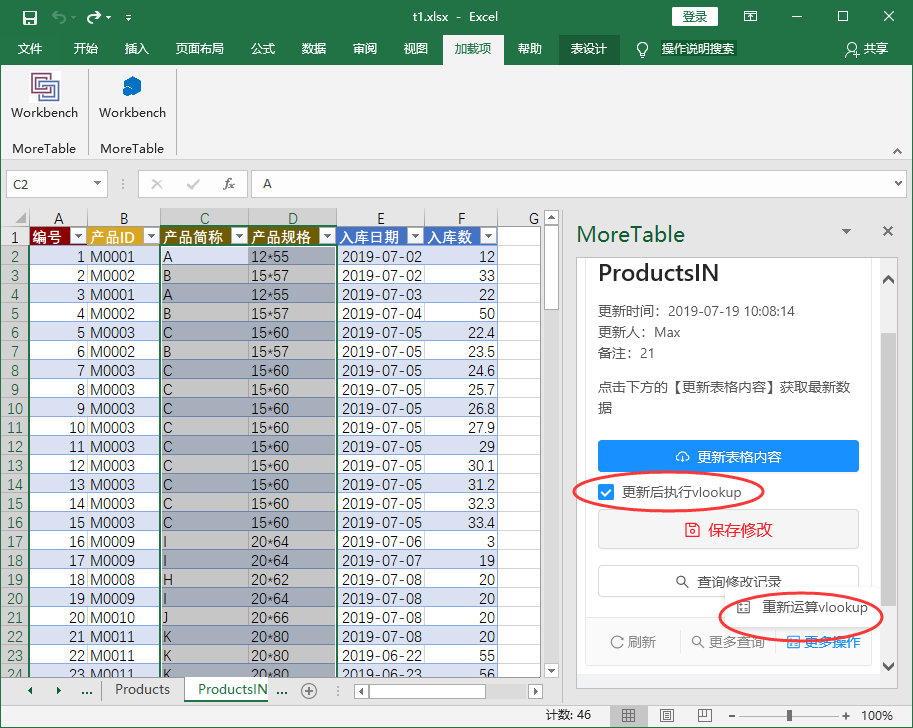 t1.xlsx - Excel
登录
文件 开始 插入 页面布局 公式 数据 审阅 视图 加载项 帮助 表设计 操作说明搜索 共享
Workbench Workbench
MoreTable MoreTable
C2 fx A
A B C D E F G
1 编号 产品ID 产品简称 产品规格 入库日期 入库数
2 1 M0001 A 12*55 2019-07-02 12
3 2 M0002 B 15*57 2019-07-02 33
4 3 M0001 A 12*55 2019-07-03 22
5 4 M0002 B 15*57 2019-07-04 50
6 5 M0003 C 15*60 2019-07-05 22.4
7 6 M0002 B 15*57 2019-07-05 23.5
8 7 M0003 C 15*60 2019-07-05 24.6
9 8 M0003 C 15*60 2019-07-05 25.7
10 9 M0003 C 15*60 2019-07-05 26.8
11 10 M0003 C 15*60 2019-07-05 27.9
12 11 M0003 C 15*60 2019-07-05 29
13 12 M0003 C 15*60 2019-07-05 30.1
14 13 M0003 C 15*60 2019-07-05 31.2
15 14 M0003 C 15*60 2019-07-05 32.3
16 15 M0003 C 15*60 2019-07-05 33.4
17 16 M0009 I 20*64 2019-07-06 3
18 17 M0009 I 20*64 2019-07-07 19
19 18 M0008 H 20*62 2019-07-08 20
20 19 M0009 I 20*64 2019-07-08 20
21 20 M0010 J 20*66 2019-07-08 20
22 21 M0011 K 20*80 2019-07-08 20
23 22 M0011 K 20*80 2019-06-22 55
24 23 M0011 K 20*80 2019-06-23 56
... Products ProductsIN ...
MoreTable
ProductsIN
更新时间：2019-07-19 10:08:14
更新人：Max
备注：21
点击下方的【更新表格内容】获取最新数
据
更新表格内容
更新后执行vlookup
保存修改
查询修改记录
重新运算vlookup
刷新 更多查询 更多操作
计数: 46 100%